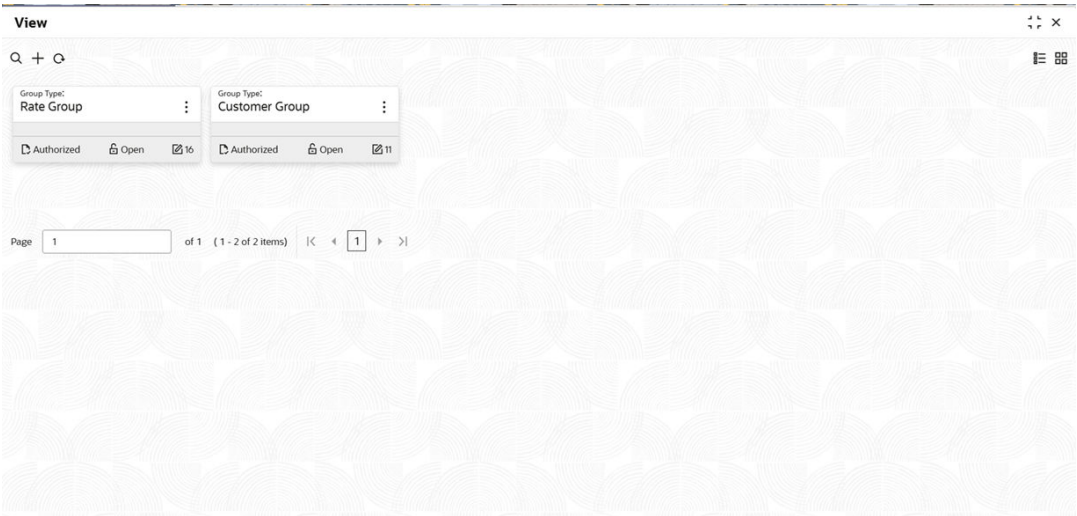 View
Group Type:
Rate Group
Authorized Open 16
Group Type:
Customer Group
Authorized Open 11
Page 1 of 1 (1 - 2 of 2 items) 1